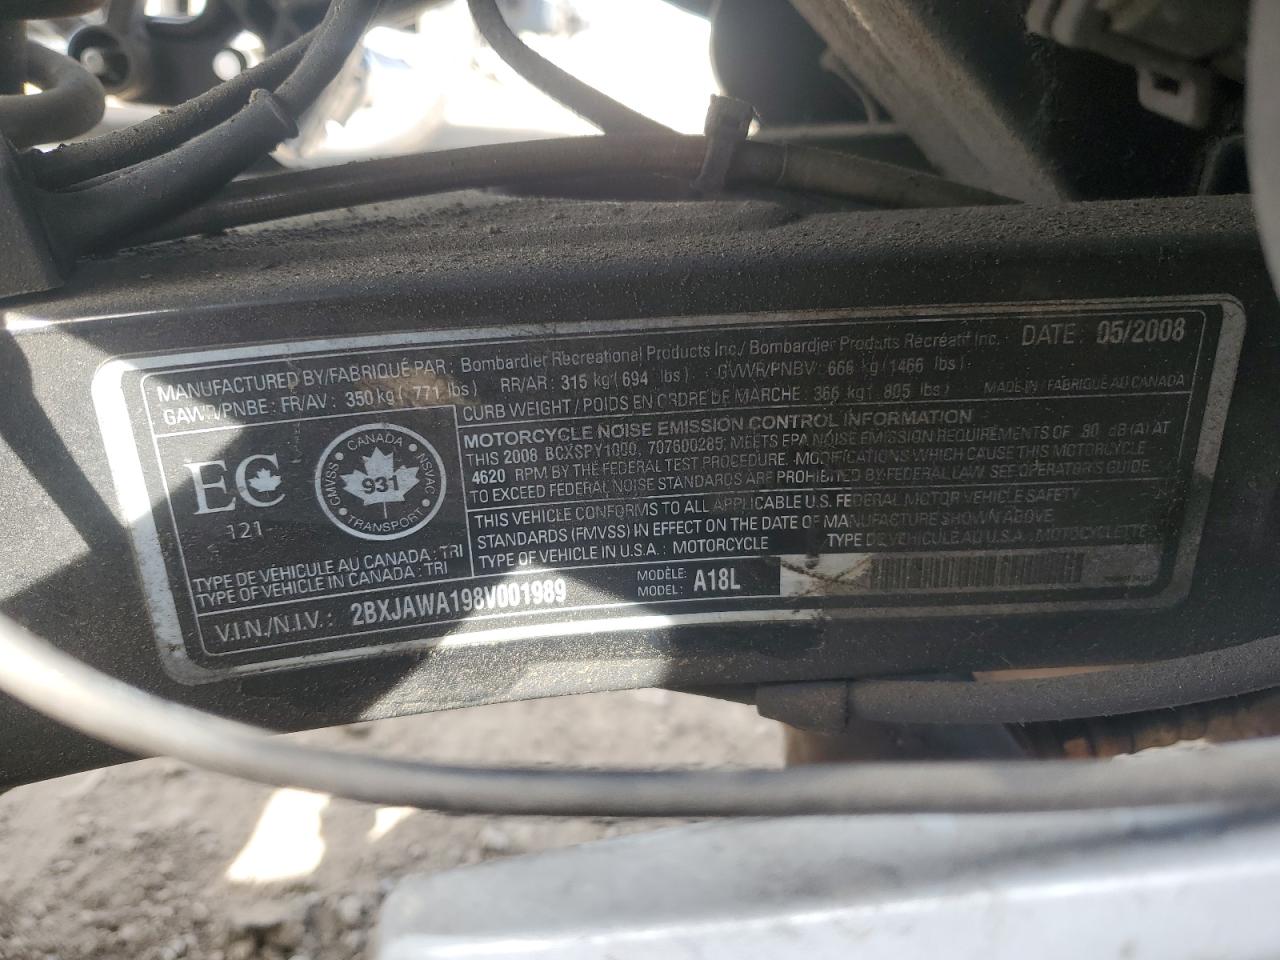 MANUFACTURED BY/FABRIQUÉ PAR : Bombardier Recreational Products Inc./ Bombardier Produits Récréatif Inc. DATE : 05/2008
GAWR/PNBE : FR/AV : 350 kg ( 771 lbs) RR/AR : 315 kg ( 694 lbs) GVWR/PNBV : 666 kg ( 1466 lbs)
CURB WEIGHT / POIDS EN ORDRE DE MARCHE : 366 kg ( 805 lbs) MADE IN / FABRIQUÉ AU CANADA
MOTORCYCLE NOISE EMISSION CONTROL INFORMATION
THIS 2008 BCXSPY1000, 707600285, MEETS EPA NOISE EMISSION REQUIREMENTS OF 80 dB (A) AT
4620 RPM BY THE FEDERAL TEST PROCEDURE. MODIFICATIONS WHICH CAUSE THIS MOTORCYCLE
TO EXCEED FEDERAL NOISE STANDARDS ARE PROHIBITED BY FEDERAL LAW. SEE OPERATOR'S GUIDE.
THIS VEHICLE CONFORMS TO ALL APPLICABLE U.S. FEDERAL MOTOR VEHICLE SAFETY
STANDARDS (FMVSS) IN EFFECT ON THE DATE OF MANUFACTURE SHOWN ABOVE.
TYPE OF VEHICLE IN U.S.A. : MOTORCYCLE TYPE DE VÉHICULE AU U.S.A. : MOTOCYCLETTE
EC
121
CANADA
CMVSS
NSVAC
931
TRANSPORT
TYPE DE VÉHICULE AU CANADA : TRI
TYPE OF VEHICLE IN CANADA : TRI
V.I.N./N.I.V. : 2BXJAWA198V001989
MODÈLE:
MODEL: A18L